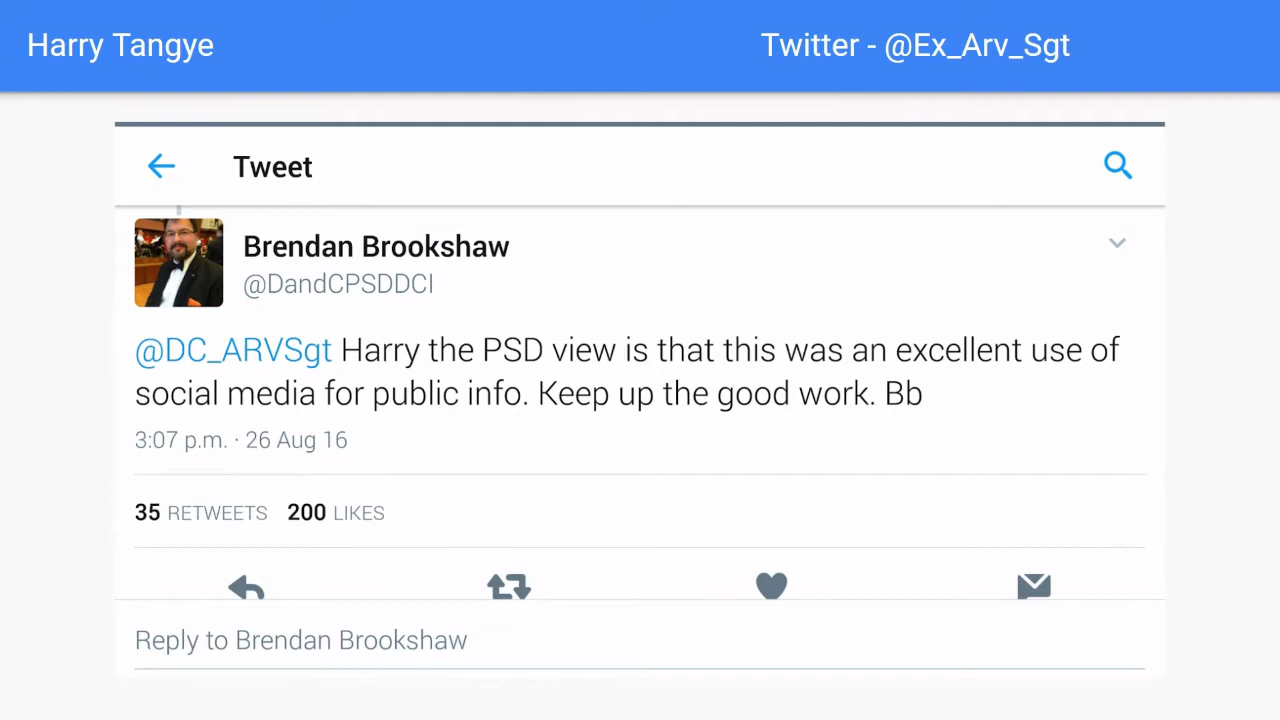 Harry Tangye
Twitter - @Ex_Arv_Sgt
Tweet
Brendan Brookshaw
@DandCPSDDCI
@DC_ARVSgt Harry the PSD view is that this was an excellent use of
social media for public info. Keep up the good work. Bb
3:07 p.m. · 26 Aug 16
35 RETWEETS 200 LIKES
Reply to Brendan Brookshaw